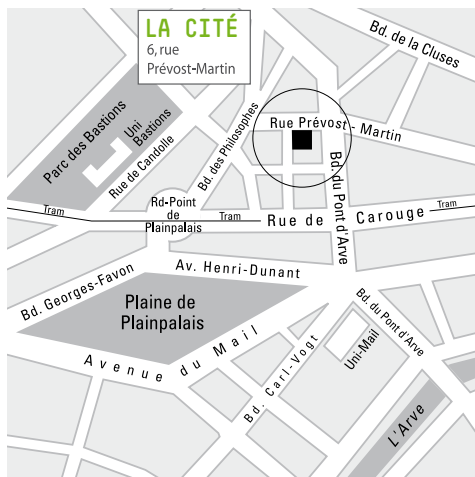 LA CITÉ
6, rue
Prévost-Martin
Bd. de la Cluses
Parc des Bastions
Uni
Bastions
Rue de Candolle
Bd. des Philosophes
Rue Prévost - Martin
Bd. du Pont d'Arve
Rd-Point
de
Plainpalais
Tram
Tram
Rue de Carouge
Tram
Bd. Georges-Favon
Av. Henri-Dunant
Plaine de
Plainpalais
Avenue du Mail
Bd. Carl-Vogt
Uni-Mail
Bd. du Pont d'Arve
L'Arve